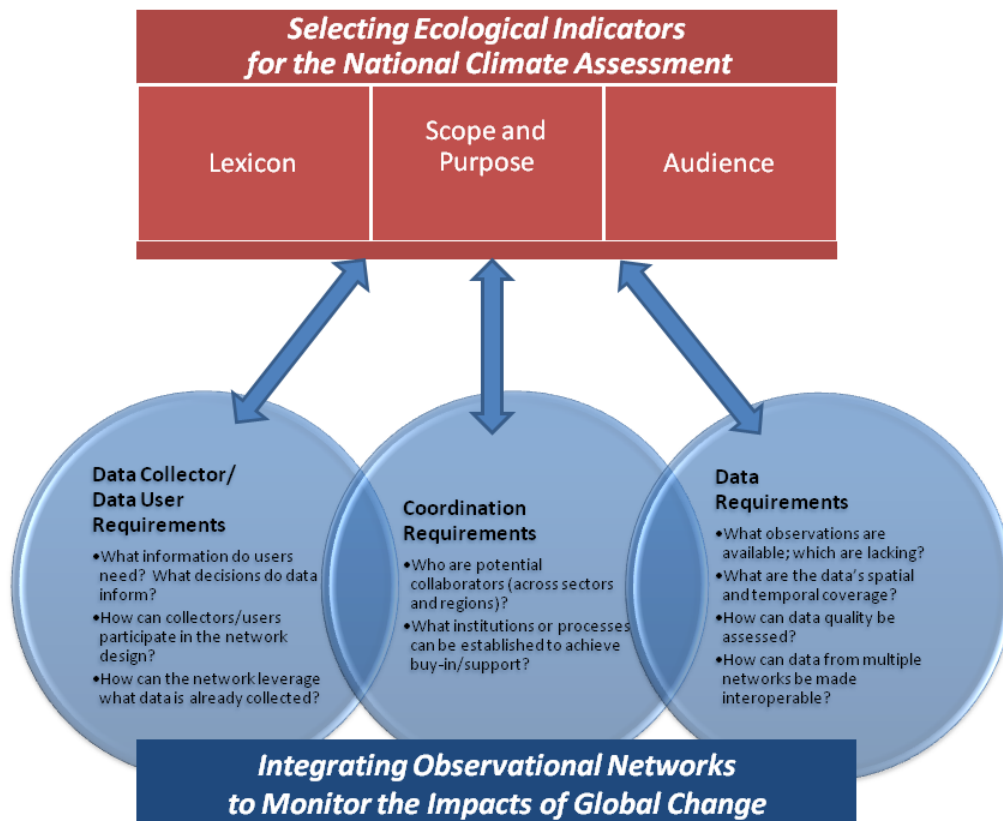 Selecting Ecological Indicators
for the National Climate Assessment
Lexicon
Scope and
Purpose
Audience
Data Collector/
Data User
Requirements
•What information do users
need? What decisions do data
inform?
•How can collectors/users
participate in the network
design?
•How can the network leverage
what data is already collected?
Coordination
Requirements
•Who are potential
collaborators (across sectors
and regions)?
•What institutions or processes
can be established to achieve
buy-in/support?
Data
Requirements
•What observations are
available; which are lacking?
•What are the data's spatial
and temporal coverage?
•How can data quality be
assessed?
•How can data from multiple
networks be made
interoperable?
Integrating Observational Networks
to Monitor the Impacts of Global Change